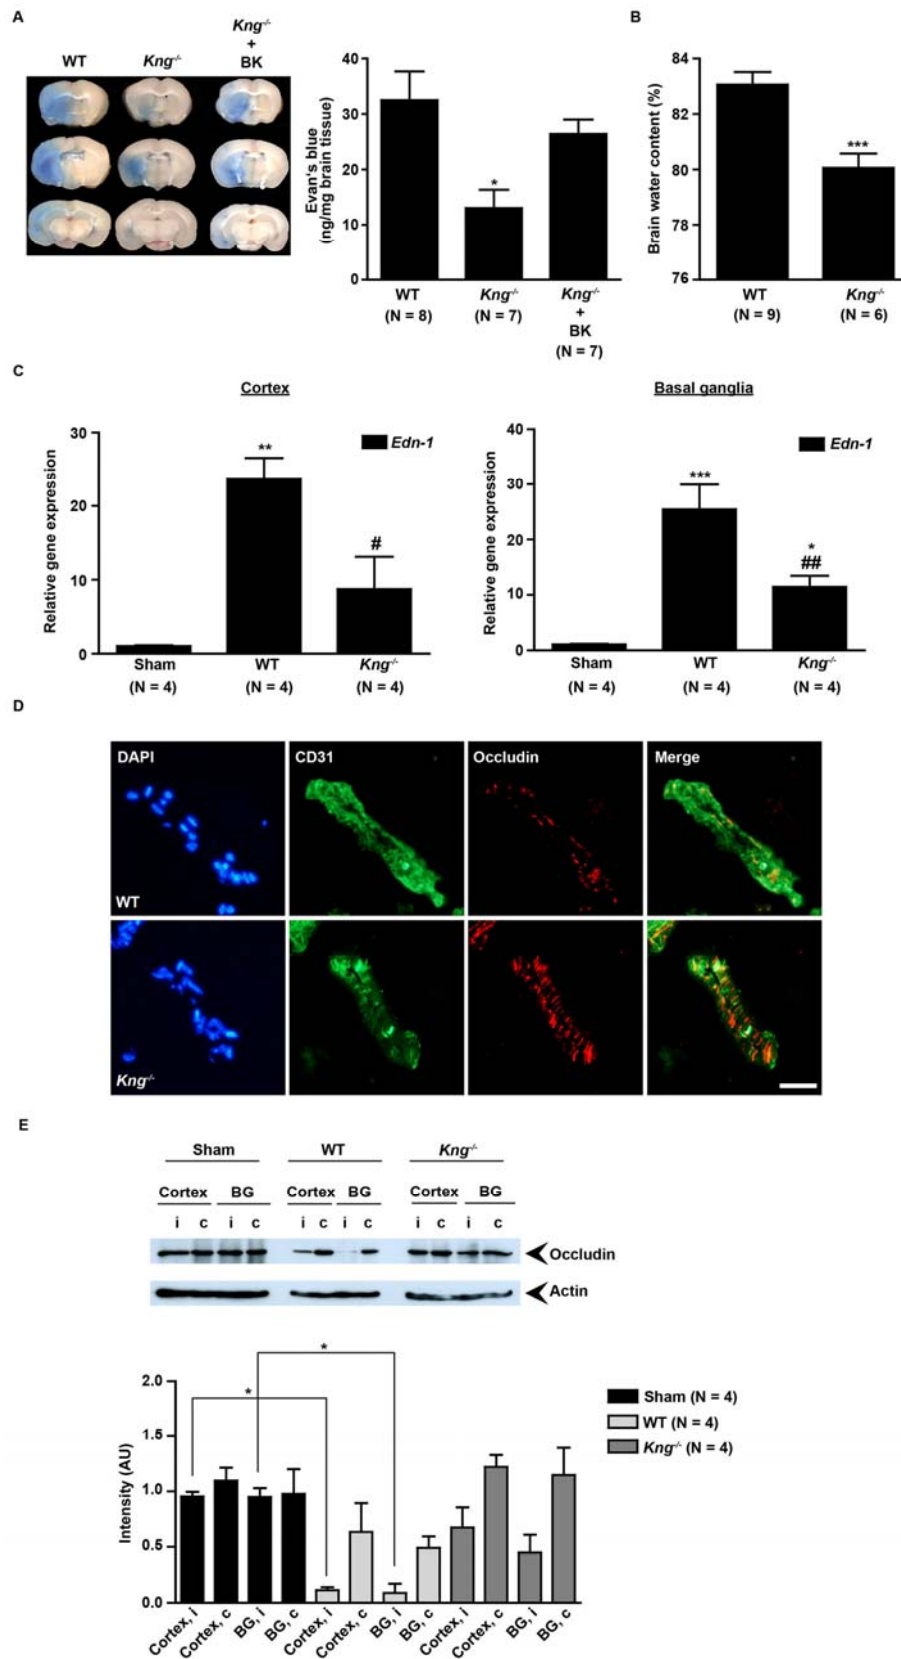 A
WT
Kng-/-
Kng-/-
+
BK
Evan's blue
(ng/mg brain tissue)
40
30
20
10
0
*
WT
(N = 8)
Kng-/-
(N = 7)
Kng-/-
+
BK
(N = 7)
B
Brain water content (%)
84
82
80
78
76
***
WT
(N = 9)
Kng-/-
(N = 6)
C
Cortex
Relative gene expression
30
20
10
0
Edn-1
**
#
Sham
(N = 4)
WT
(N = 4)
Kng-/-
(N = 4)
Basal ganglia
Relative gene expression
40
30
20
10
0
Edn-1
***
*
##
Sham
(N = 4)
WT
(N = 4)
Kng-/-
(N = 4)
D
DAPI
CD31
Occludin
Merge
WT
Kng-/-
E
Sham
WT
Kng-/-
Cortex BG
Cortex BG
Cortex BG
i c i c
i c i c
i c i c
Occludin
Actin
Intensity (AU)
2.0
1.5
1.0
0.5
0.0
*
*
Sham (N = 4)
WT (N = 4)
Kng-/- (N = 4)
Cortex, i
Cortex, c
BG, i
BG, c
Cortex, i
Cortex, c
BG, i
BG, c
Cortex, i
Cortex, c
BG, i
BG, c